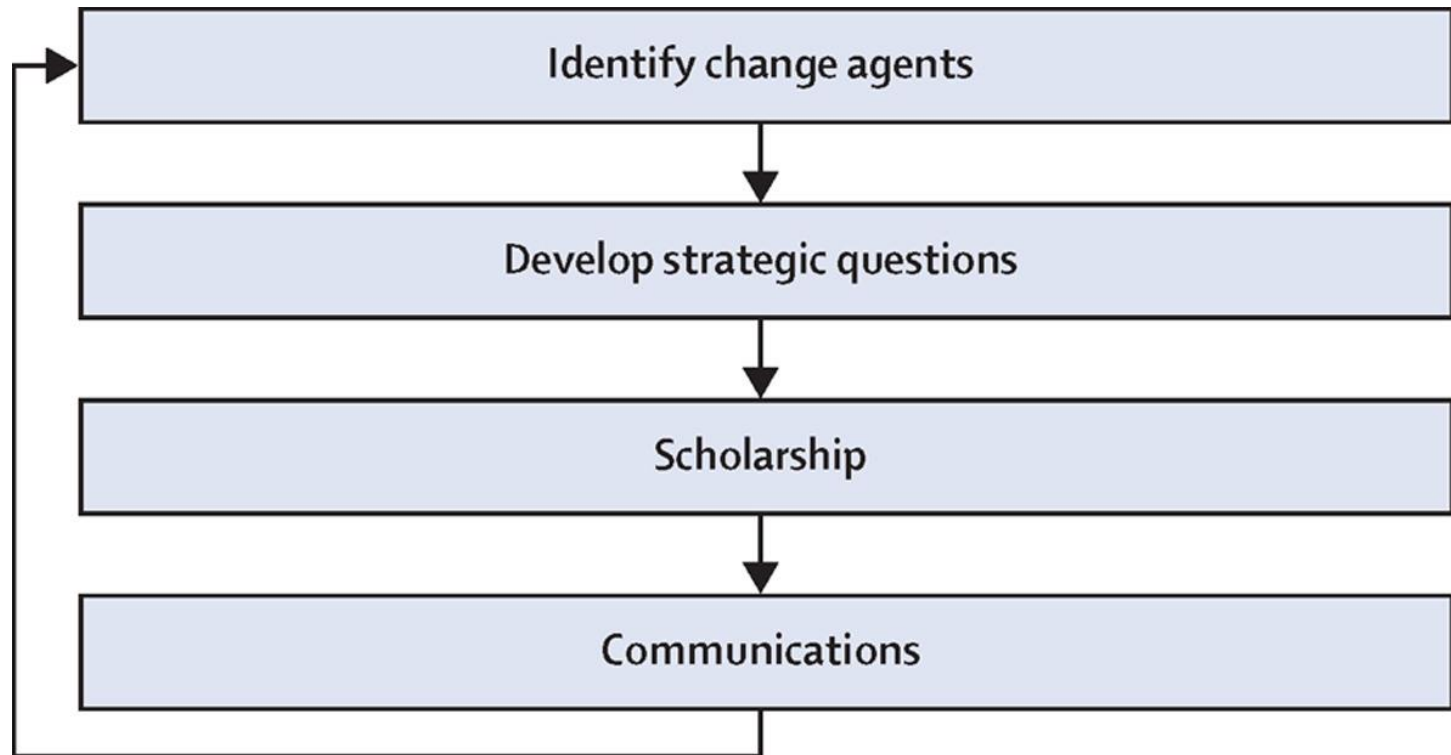 Identify change agents
Develop strategic questions
Scholarship
Communications